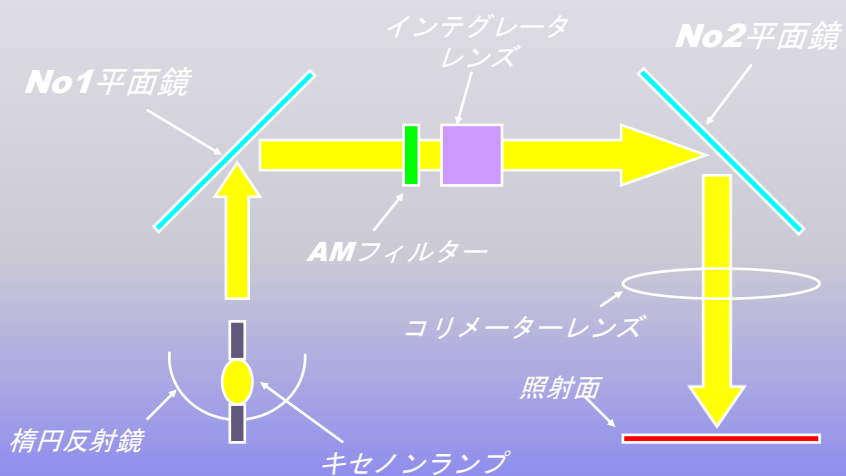 インテグレータ
レンズ
No2平面鏡
No1平面鏡
AMフィルター
コリメーターレンズ
照射面
楕円反射鏡
キセノンランプ